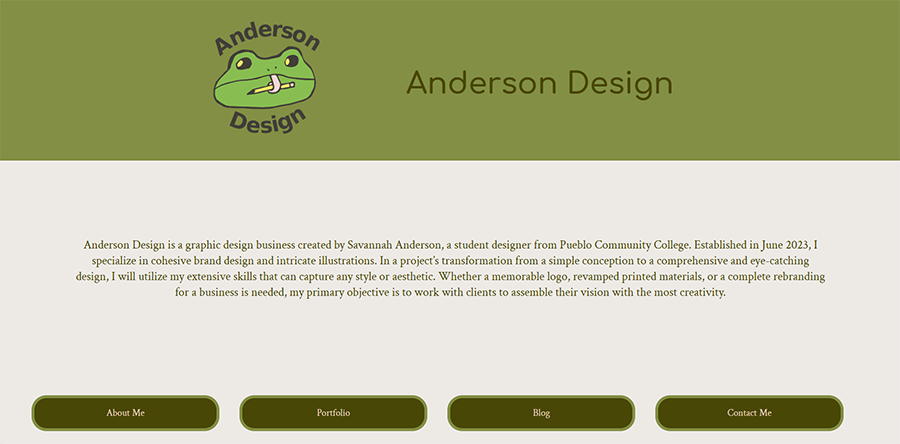 Anderson
Design
Anderson Design
Anderson Design is a graphic design business created by Savannah Anderson, a student designer from Pueblo Community College. Established in June 2023, I
specialize in cohesive brand design and intricate illustrations. In a project's transformation from a simple conception to a comprehensive and eye-catching
design, I will utilize my extensive skills that can capture any style or aesthetic. Whether a memorable logo, revamped printed materials, or a complete rebranding
for a business is needed, my primary objective is to work with clients to assemble their vision with the most creativity.
About Me
Portfolio
Blog
Contact Me